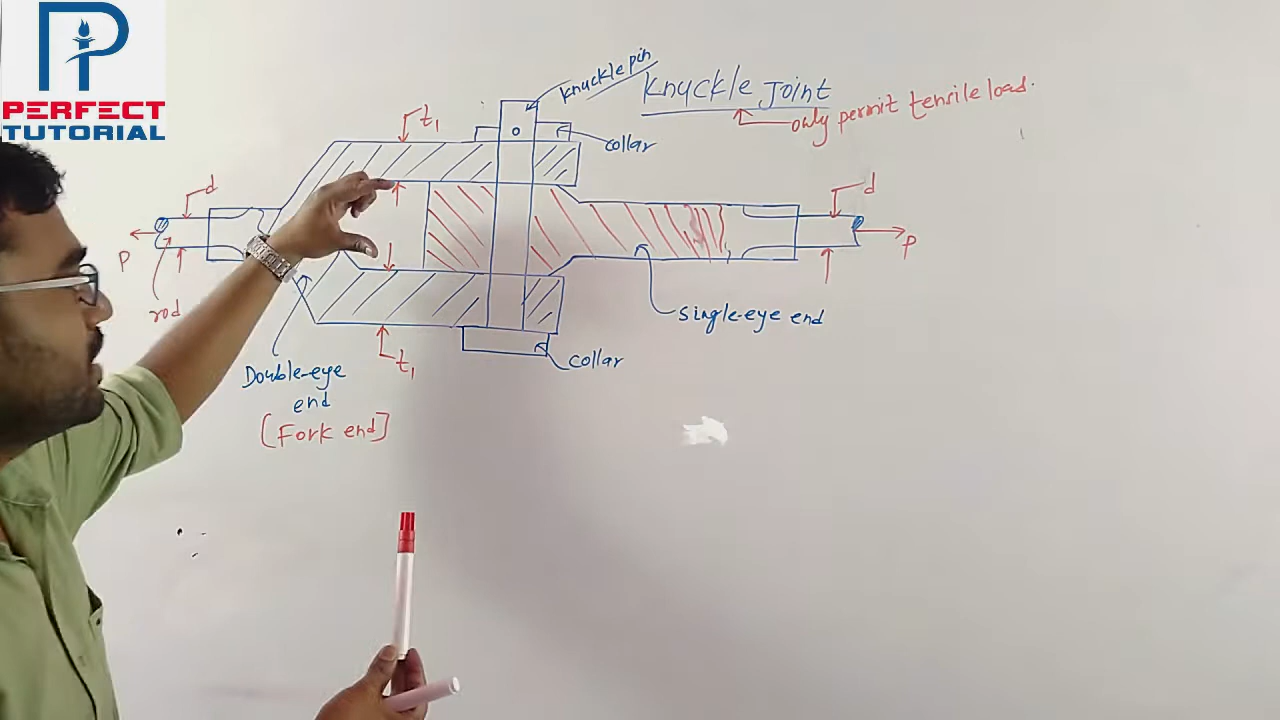 PERFECT
TUTORIAL
Knuckle Joint
only permit tensile load.
knuckle pin
collar
t1
d
d
P
P
rod
single-eye end
Double-eye
end
[Fork end]
t1
collar